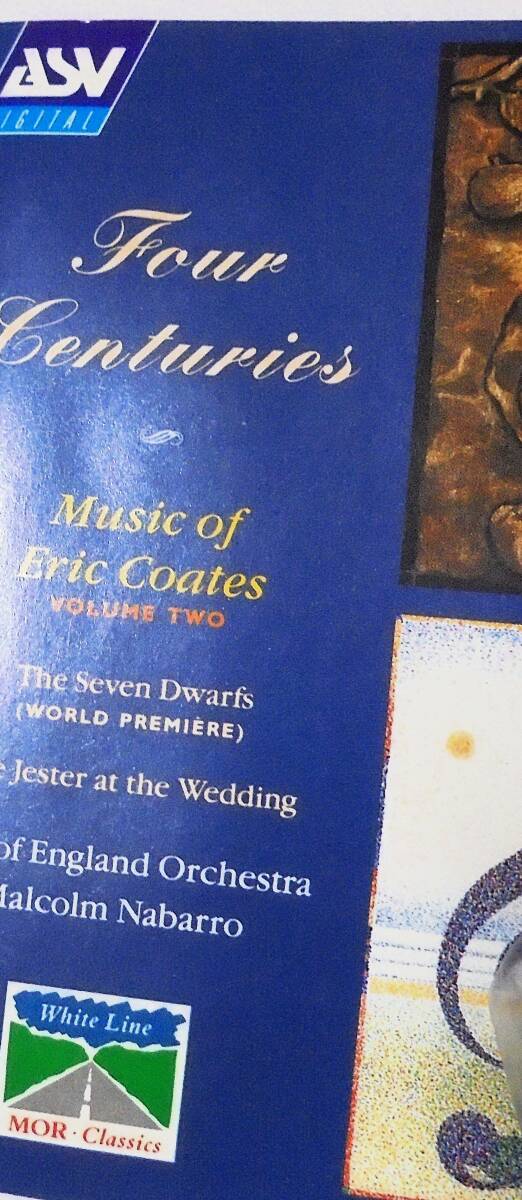 ASV
IGITAL
Four
Centuries
Music of
Eric Coates
VOLUME TWO
The Seven Dwarfs
(WORLD PREMIÈRE)
e Jester at the Wedding
of England Orchestra
Malcolm Nabarro
White Line
MOR · Classics